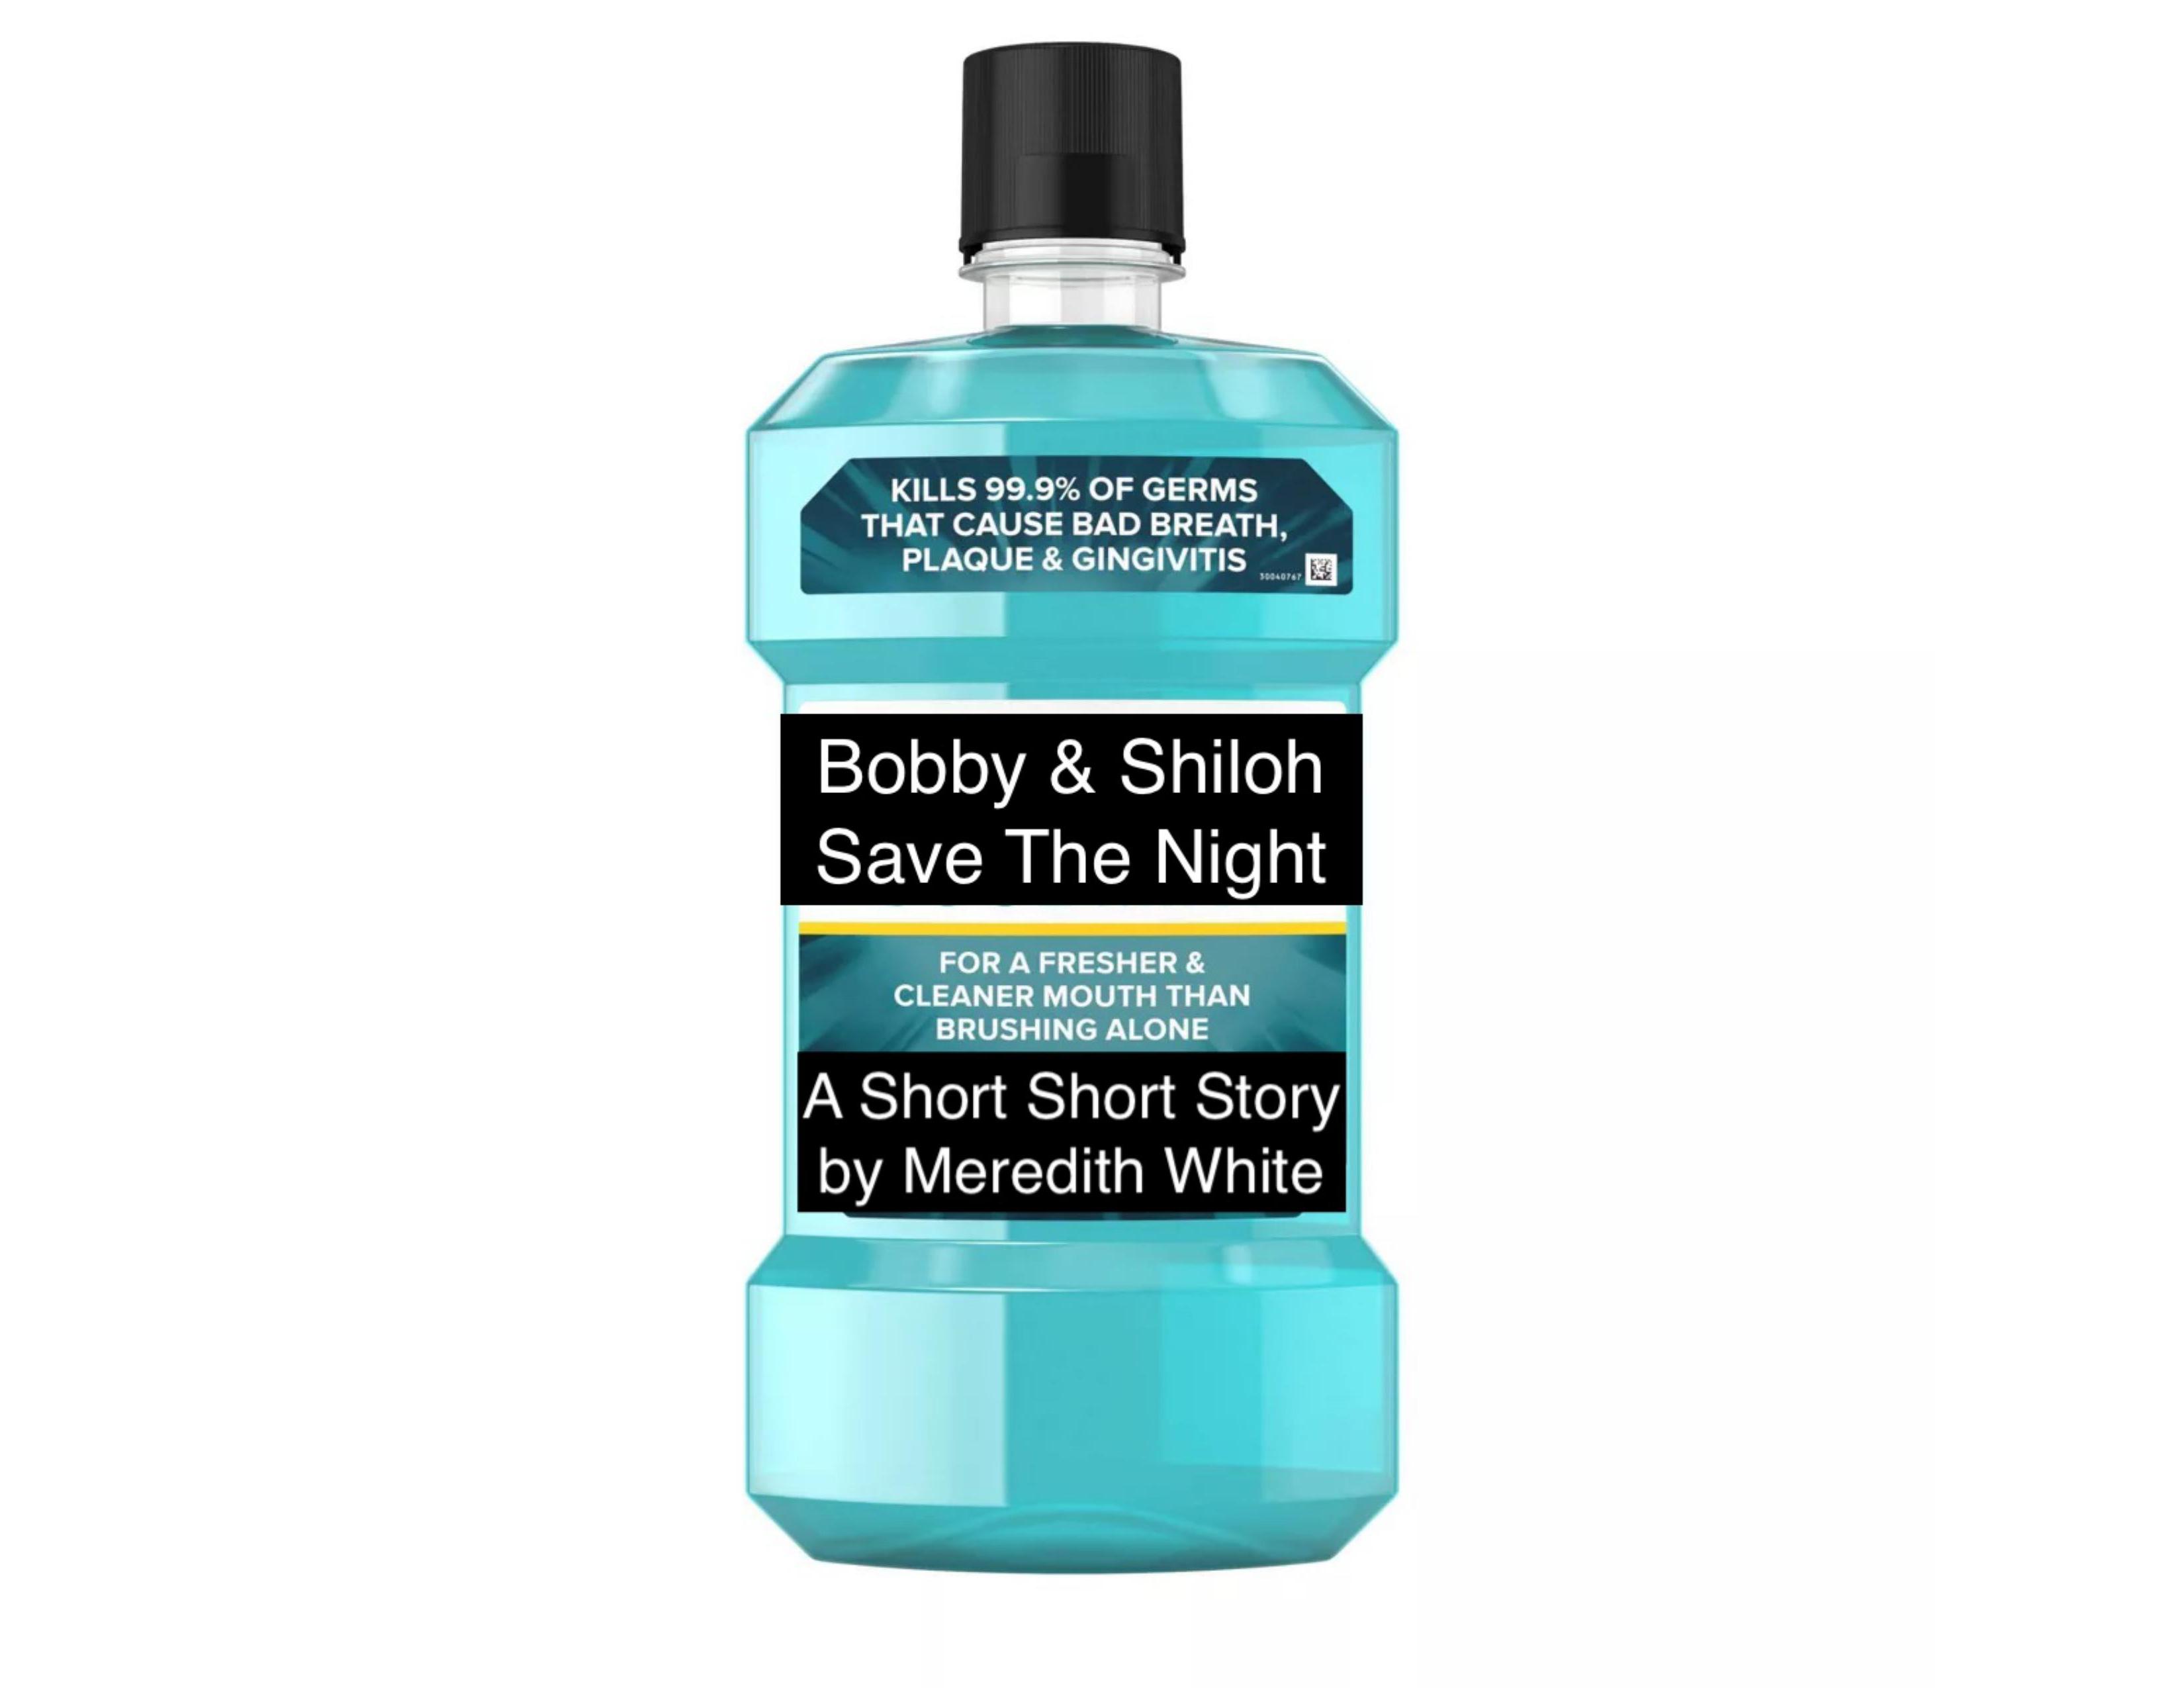 KILLS 99.9% OF GERMS
THAT CAUSE BAD BREATH,
PLAQUE & GINGIVITIS
30040767
Bobby & Shiloh
Save The Night
FOR A FRESHER &
CLEANER MOUTH THAN
BRUSHING ALONE
A Short Short Story
by Meredith White